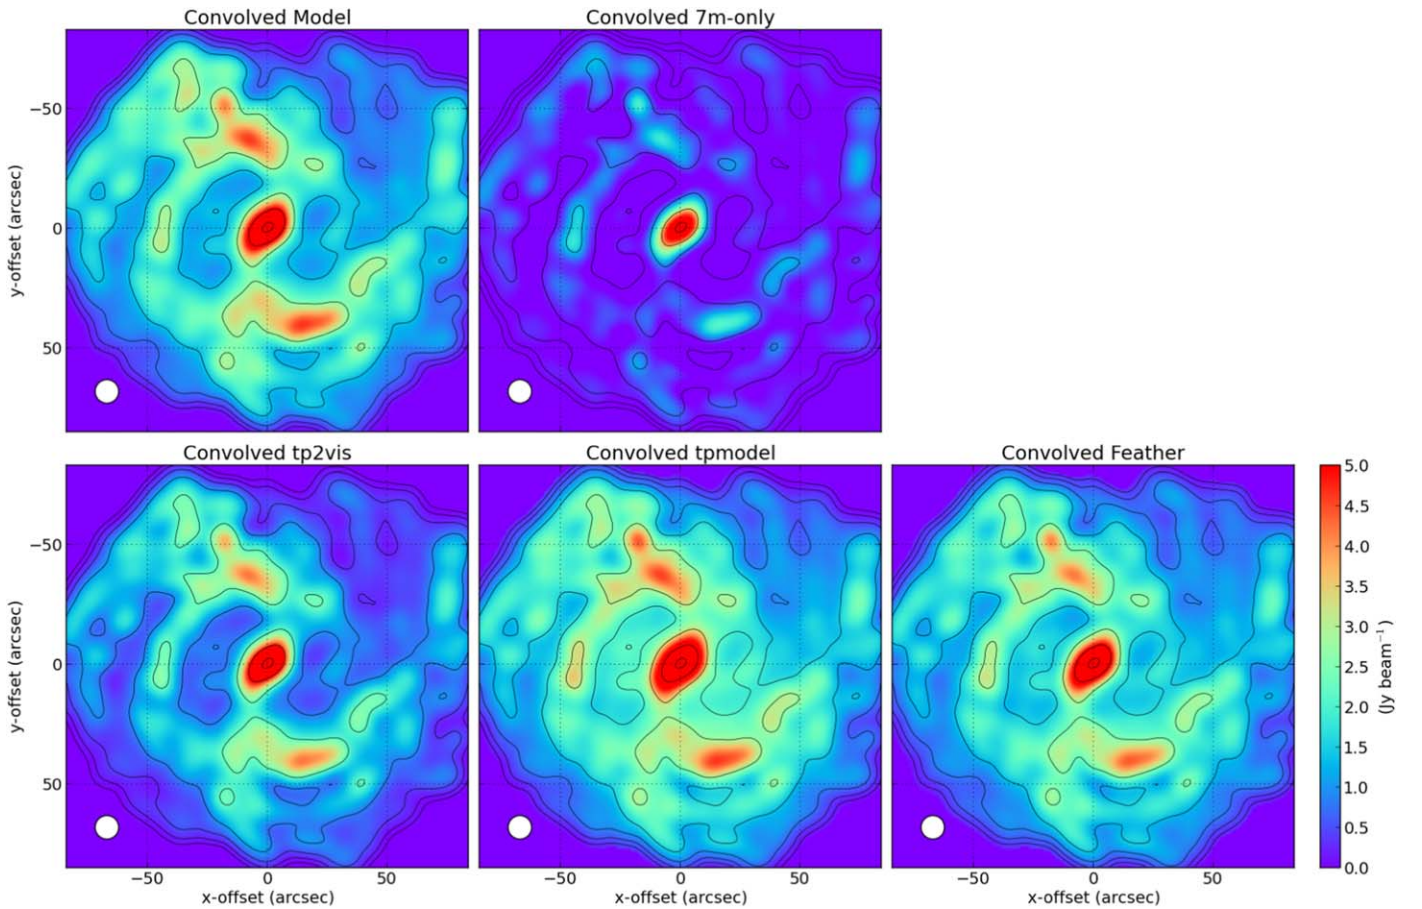 Convolved Model
Convolved 7m-only
y-offset (arcsec)
−50
0
50
Convolved tp2vis
Convolved tpmodel
Convolved Feather
y-offset (arcsec)
−50
0
50
−50 0 50
−50 0 50
−50 0 50
x-offset (arcsec)
x-offset (arcsec)
x-offset (arcsec)
5.0
4.5
4.0
3.5
3.0
2.5
2.0
1.5
1.0
0.5
0.0
(Jy beam⁻¹)